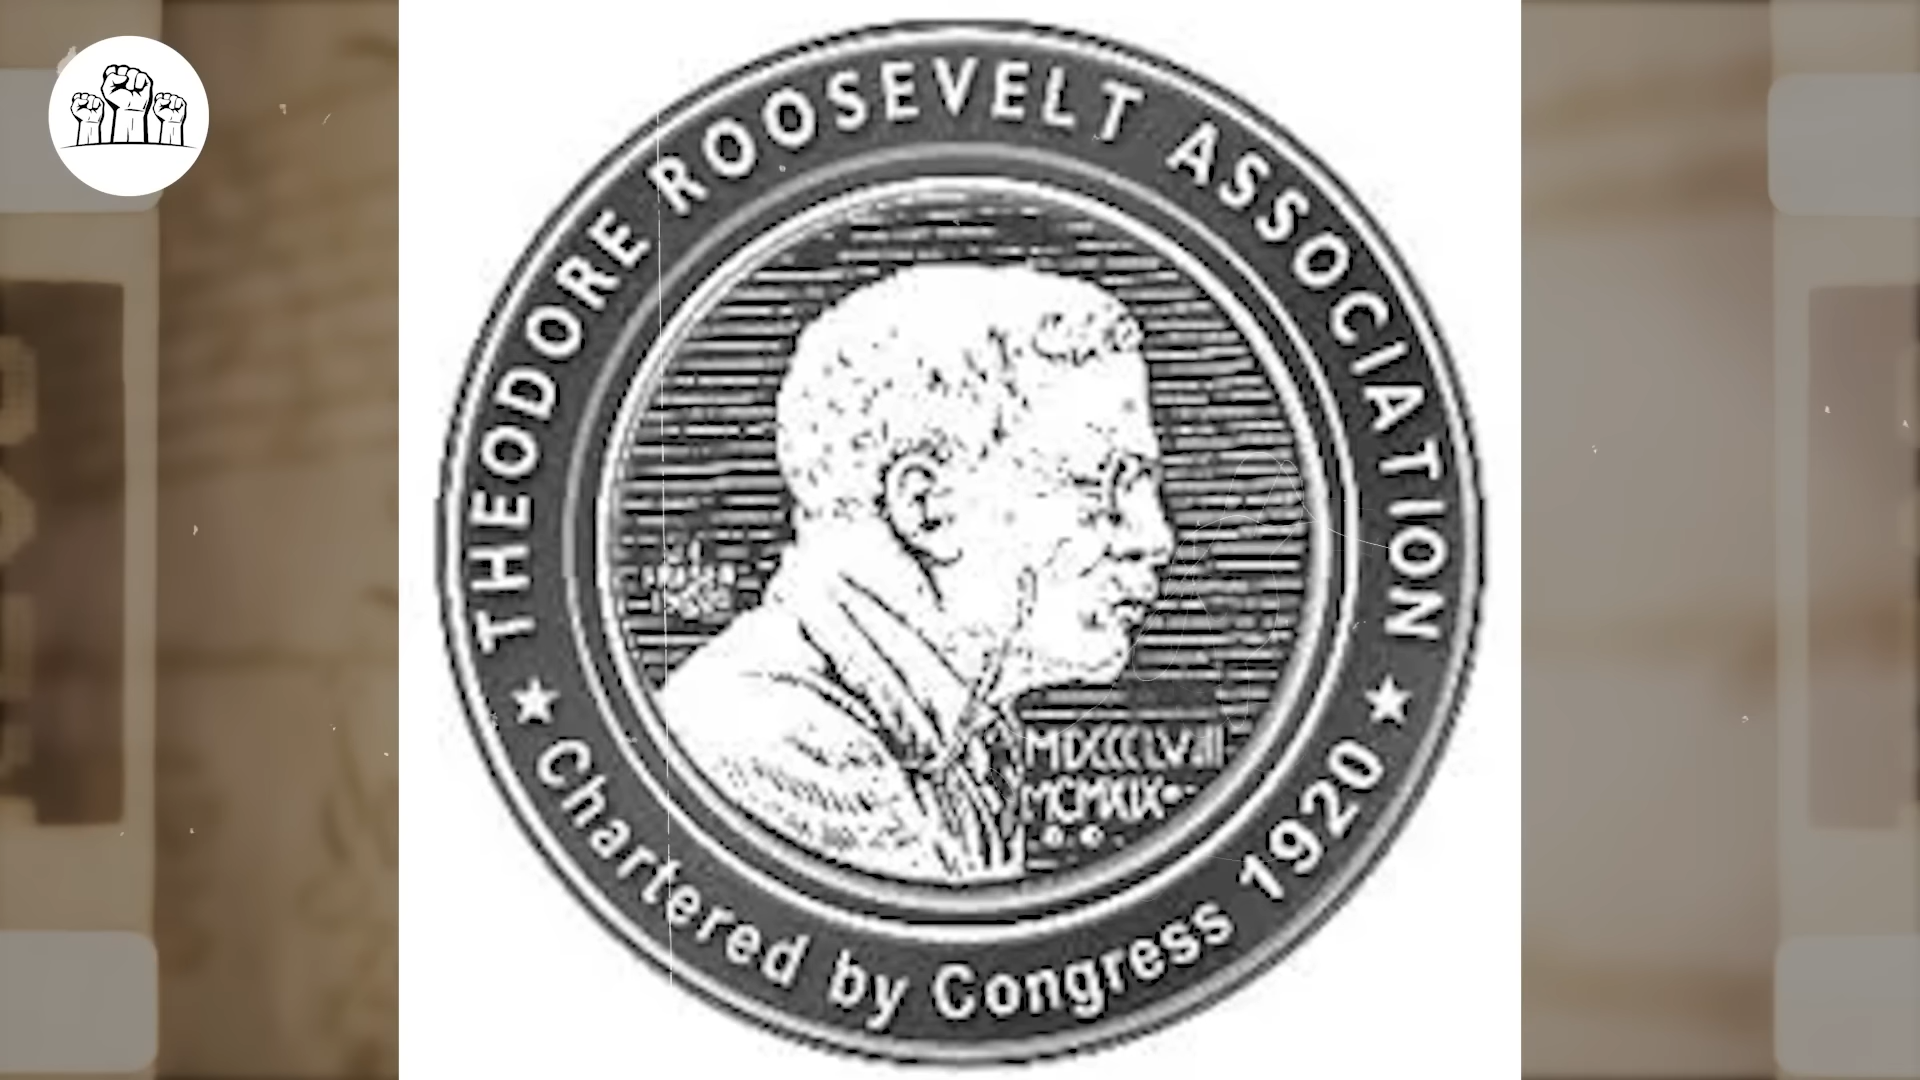 THEODORE ROOSEVELT ASSOCIATION
MDCCCLVIII
MCMXIX
★ Chartered by Congress 1920 ★